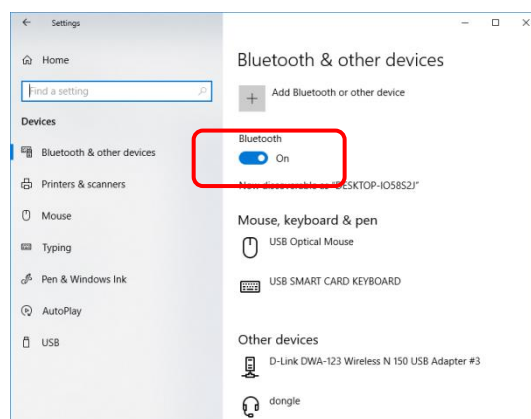 Settings
Home
Find a setting
Devices
Bluetooth & other devices
Printers & scanners
Mouse
Typing
Pen & Windows Ink
AutoPlay
USB
Bluetooth & other devices
Add Bluetooth or other device
Bluetooth
On
Now discoverable as "DESKTOP-IO58S2J"
Mouse, keyboard & pen
USB Optical Mouse
USB SMART CARD KEYBOARD
Other devices
D-Link DWA-123 Wireless N 150 USB Adapter #3
dongle